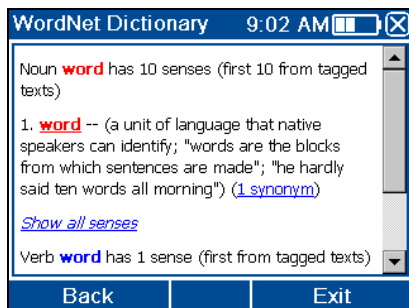 WordNet Dictionary 9:02 AM
Noun word has 10 senses (first 10 from tagged
texts)
1. word -- (a unit of language that native
speakers can identify; "words are the blocks
from which sentences are made"; "he hardly
said ten words all morning") (1 synonym)
Show all senses
Verb word has 1 sense (first from tagged texts)
Back Exit